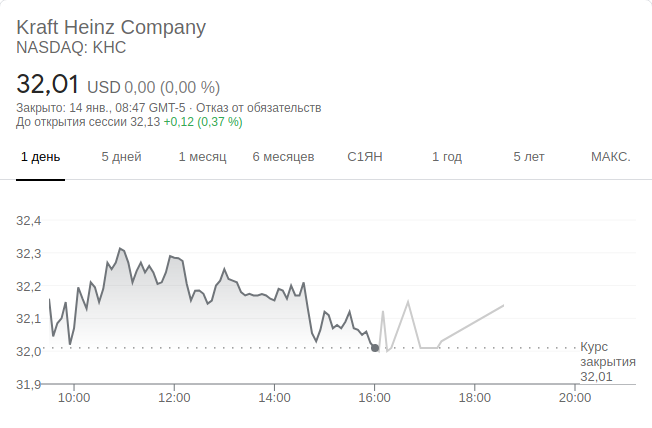 Kraft Heinz Company
NASDAQ: KHC
32,01 USD 0,00 (0,00 %)
Закрыто: 14 янв., 08:47 GMT-5 · Отказ от обязательств
До открытия сессии 32,13 +0,12 (0,37 %)
1 день 5 дней 1 месяц 6 месяцев С1ЯН 1 год 5 лет МАКС.
32,4
32,3
32,2
32,1
32,0
31,9
Курс
закрытия
32,01
10:00 12:00 14:00 16:00 18:00 20:00